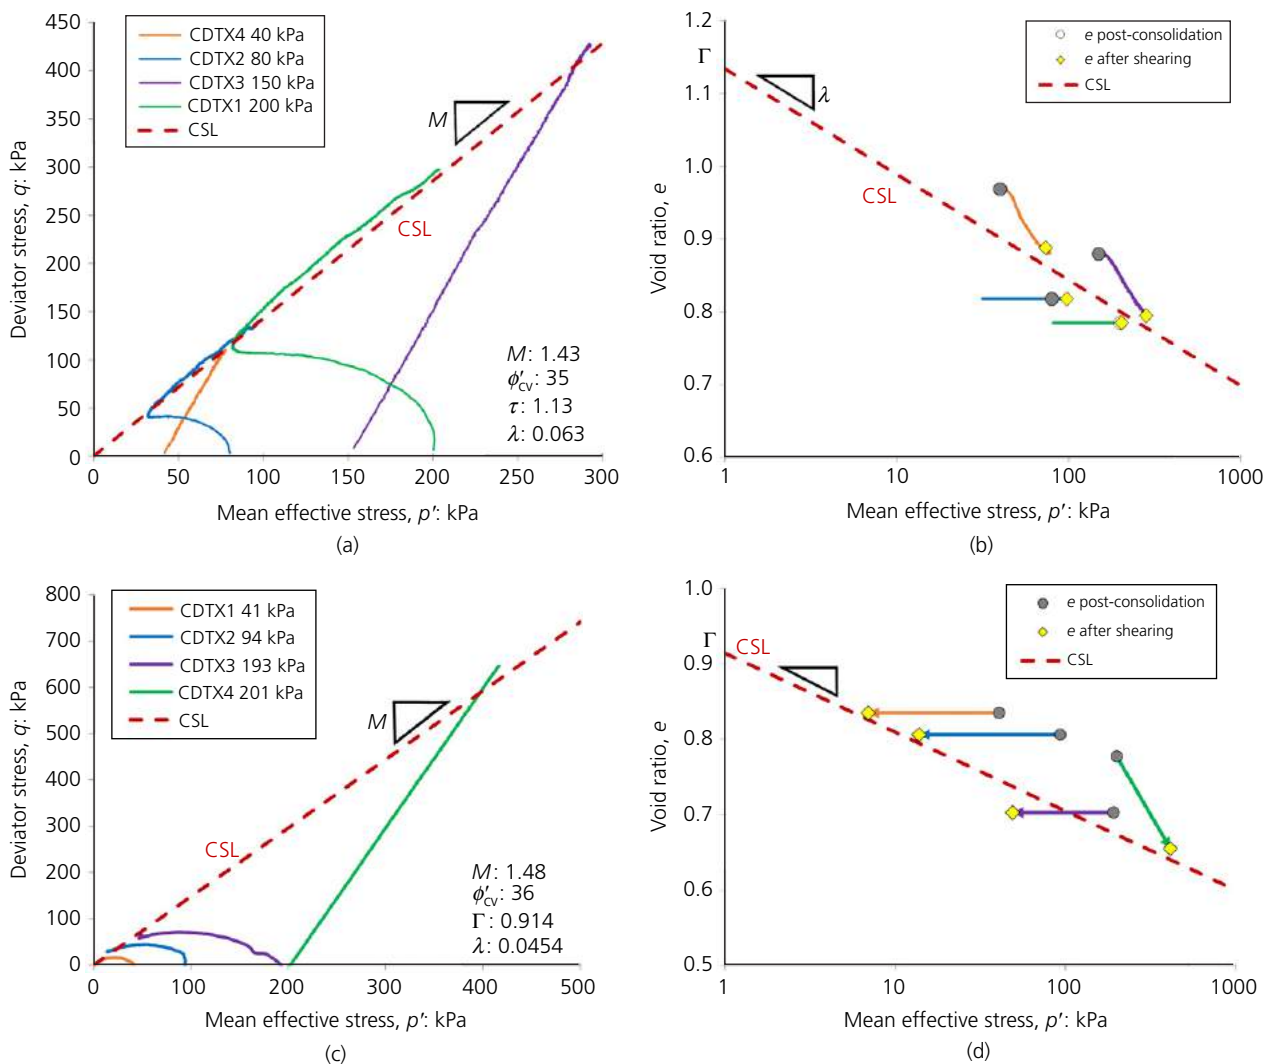 450
400
350
300
250
200
150
100
50
0
Deviator stress, q: kPa
CDTX4 40 kPa
CDTX2 80 kPa
CDTX3 150 kPa
CDTX1 200 kPa
CSL
M
CSL
M: 1.43
ϕ′cv: 35
τ: 1.13
λ: 0.063
0 50 100 150 200 250 300
Mean effective stress, p′: kPa
(a)
1.2
Γ
1.1
1.0
0.9
0.8
0.7
0.6
Void ratio, e
e post-consolidation
e after shearing
CSL
λ
CSL
1 10 100 1000
Mean effective stress, p′: kPa
(b)
800
700
600
500
400
300
200
100
0
Deviator stress, q: kPa
CDTX1 41 kPa
CDTX2 94 kPa
CDTX3 193 kPa
CDTX4 201 kPa
CSL
M
CSL
M: 1.48
ϕ′cv: 36
Γ: 0.914
λ: 0.0454
0 100 200 300 400 500
Mean effective stress, p′: kPa
(c)
1.0
Γ
0.9
0.8
0.7
0.6
0.5
Void ratio, e
e post-consolidation
e after shearing
CSL
CSL
1 10 100 1000
Mean effective stress, p′: kPa
(d)